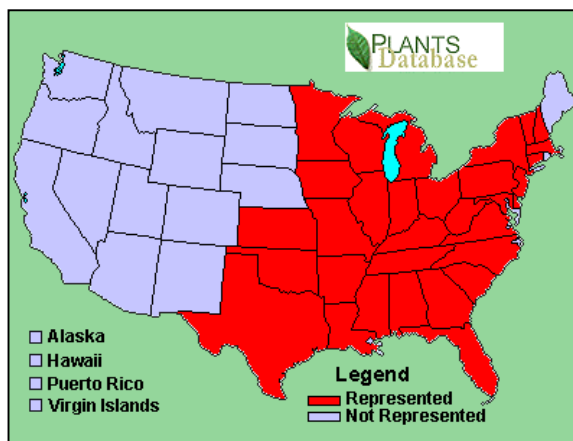 PLANTS
Database
Alaska
Hawaii
Puerto Rico
Virgin Islands
Legend
Represented
Not Represented